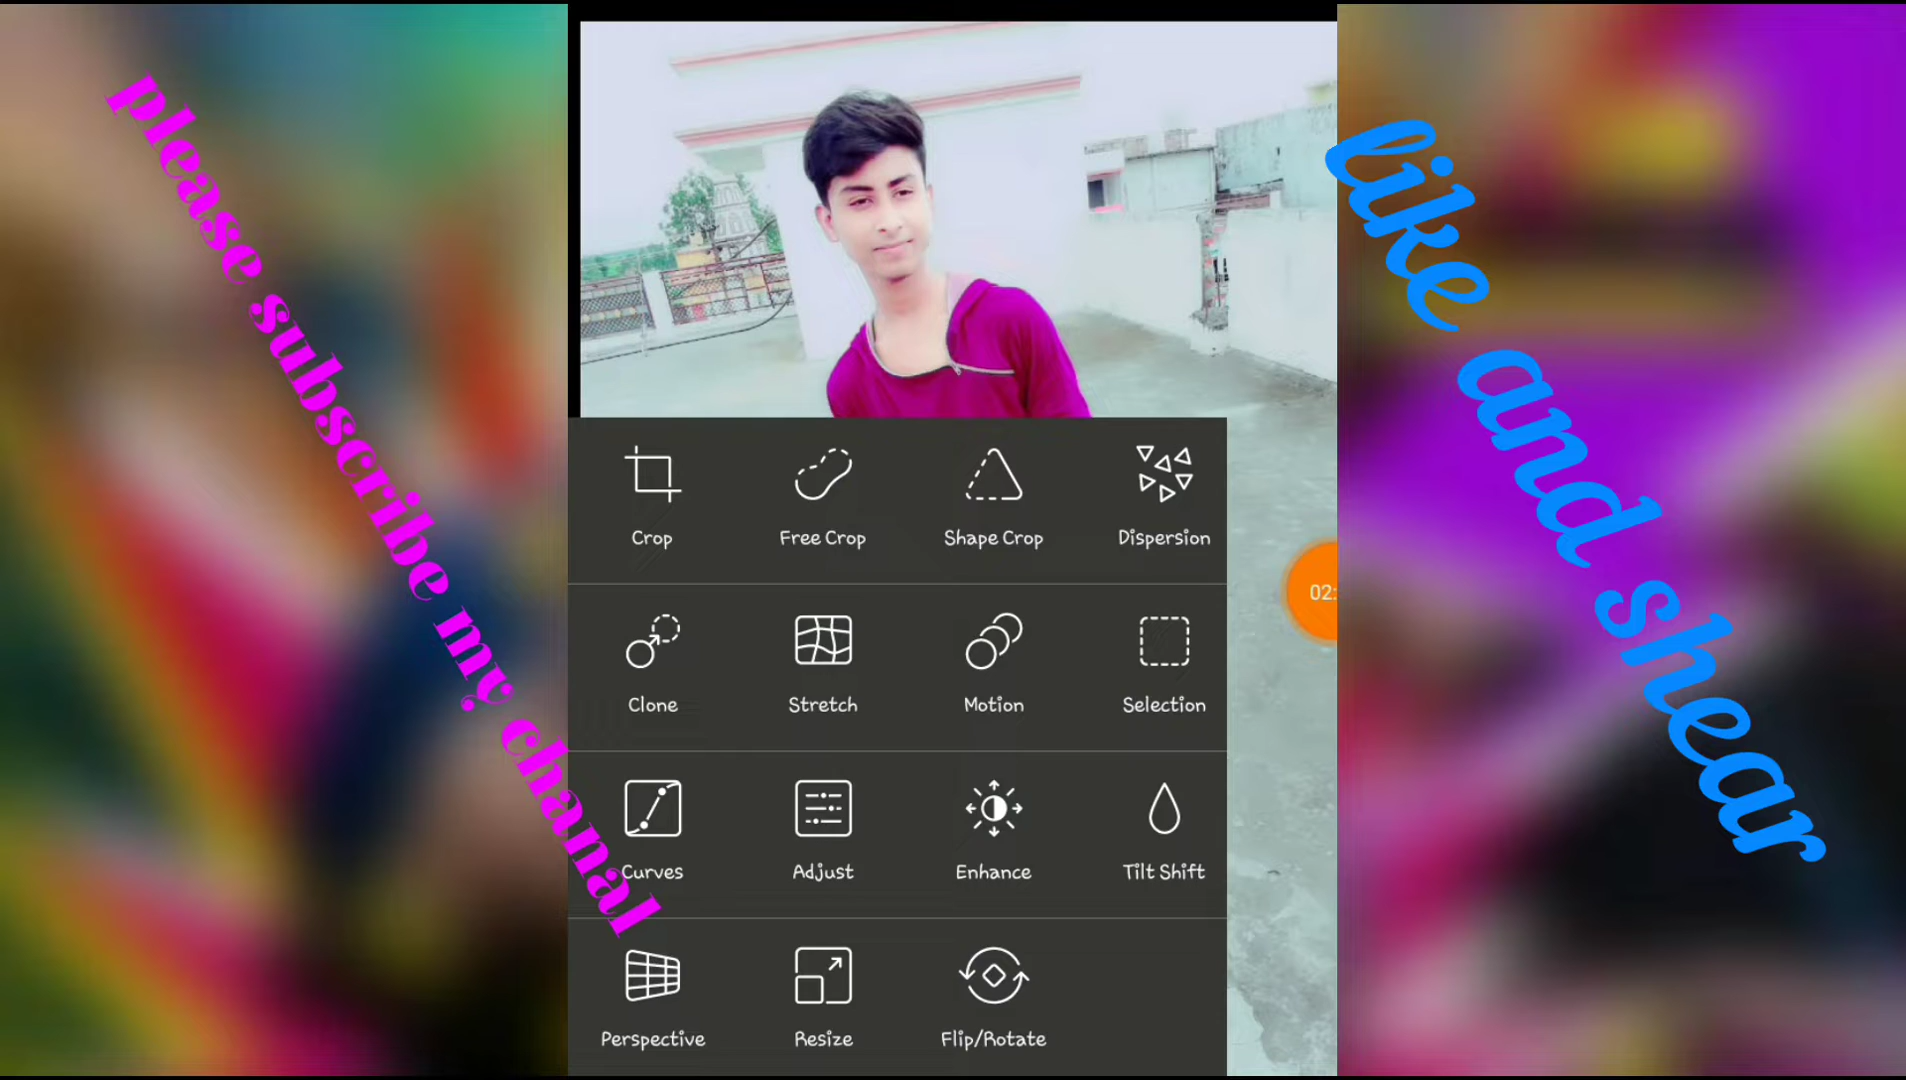 please subscribe my chanal
like and shear
Crop
Free Crop
Shape Crop
Dispersion
02:
Clone
Stretch
Motion
Selection
Curves
Adjust
Enhance
Tilt Shift
Perspective
Resize
Flip/Rotate